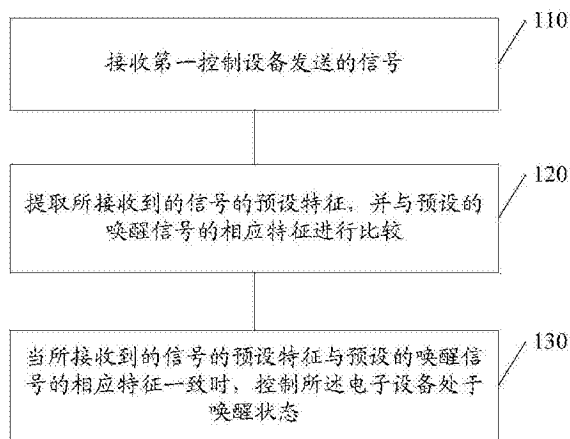 110
接收第一控制设备发送的信号
120
提取所接收到的信号的预设特征，并与预设的
唤醒信号的相应特征进行比较
130
当所接收到的信号的预设特征与预设的唤醒信
号的相应特征一致时，控制所述电子设备处于
唤醒状态